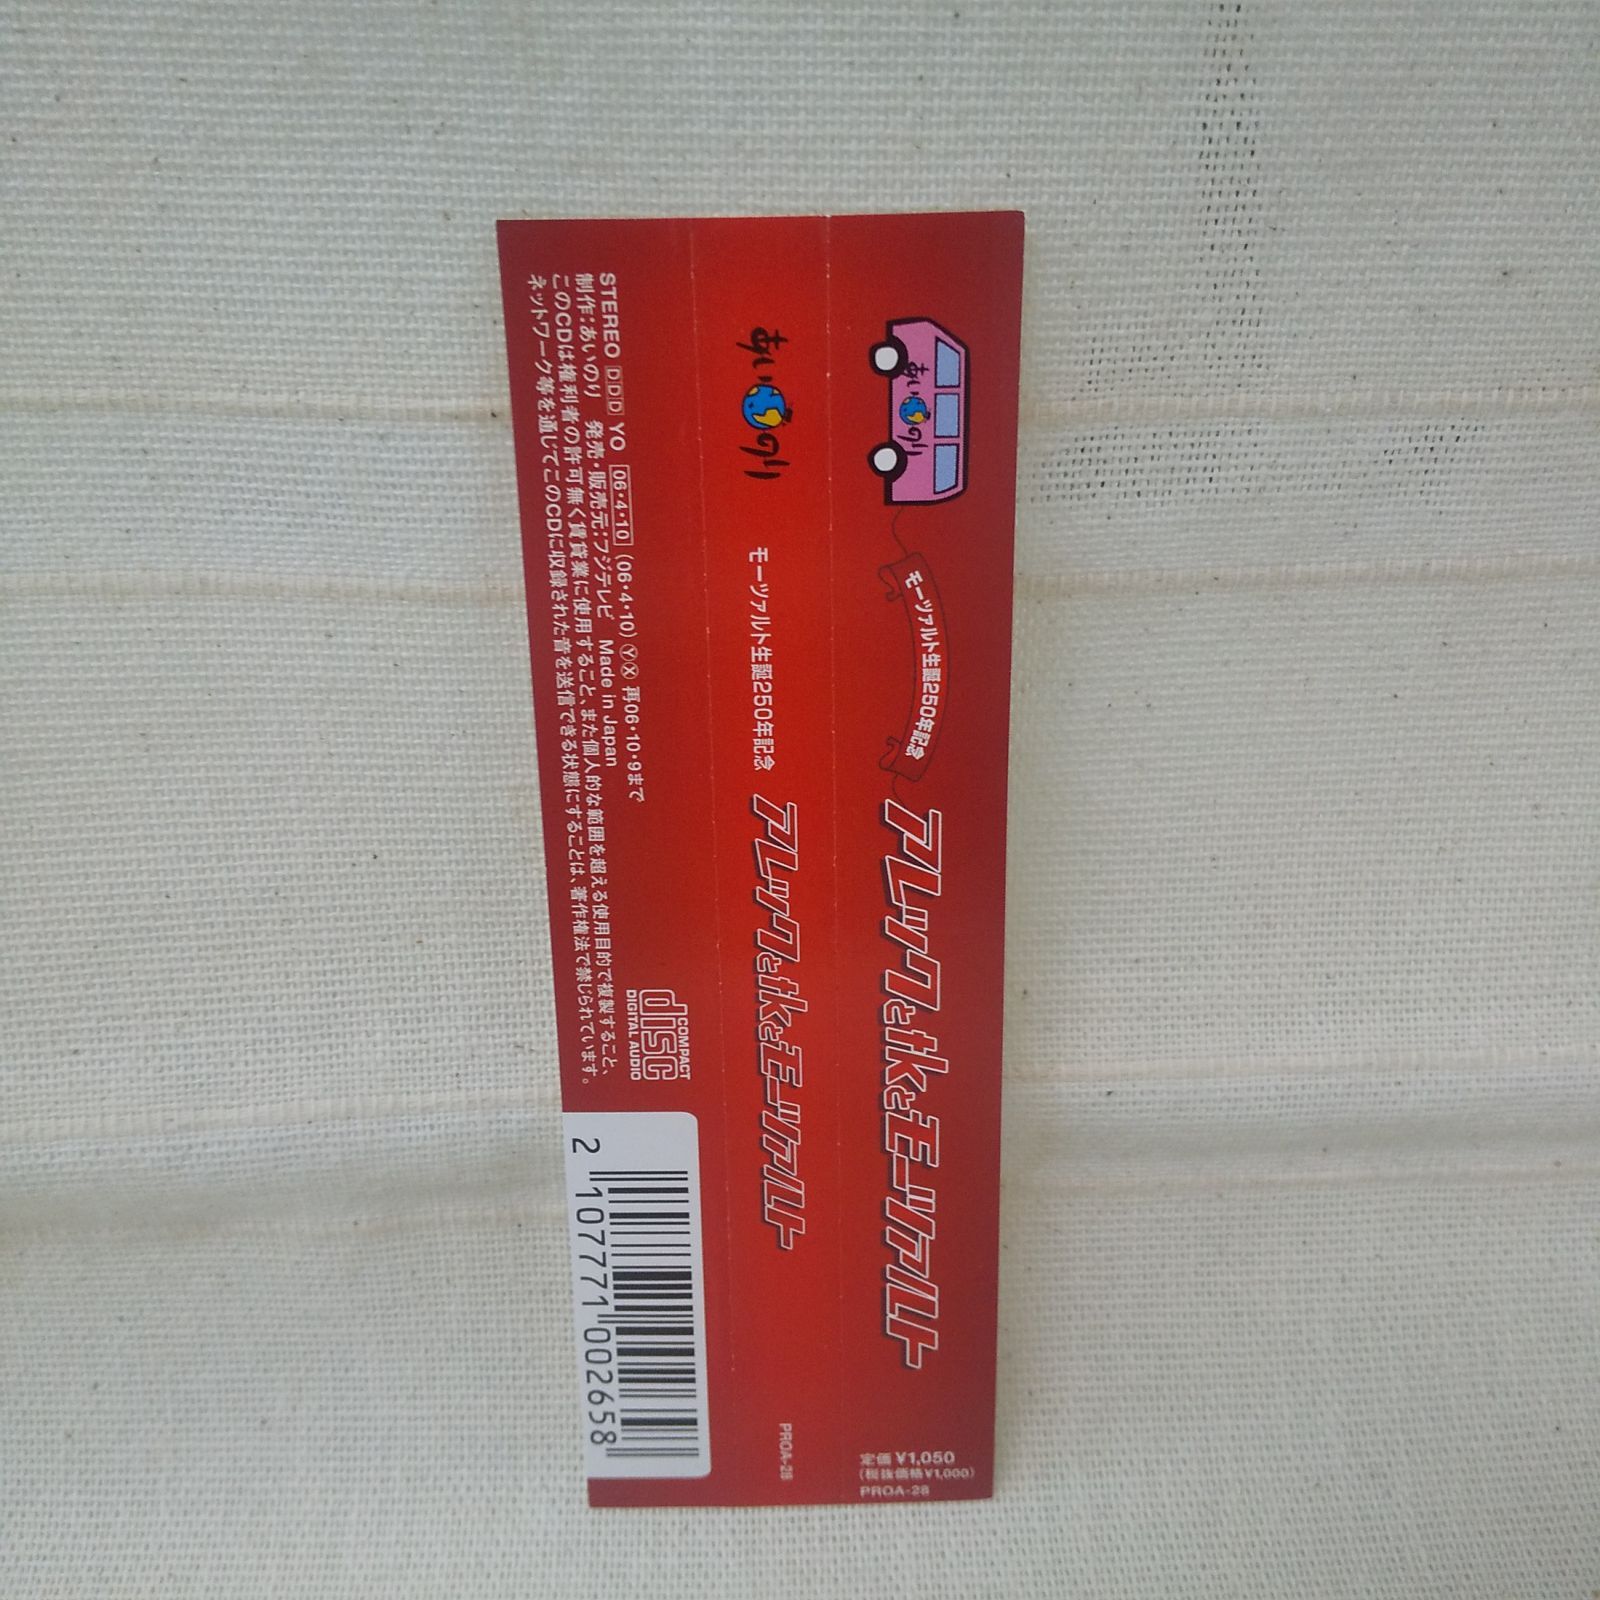 あいのり
モーツァルト生誕250年記念
アレックとtkとモーツァルト
定価 ¥1,050
(税抜価格¥1,000)
PROA-28
あいのり
モーツァルト生誕250年記念
アレックとtkとモーツァルト
PROA-28
STEREO DDD YO 06・4・10 (06・4・10) Ⓨ Ⓧ 再06・10・9まで
制作:あいのり 発売・販売元:フジテレビ Made in Japan
このCDは権利者の許可無く賃貸業に使用すること、また個人的な範囲を超える使用目的で複製すること、
ネットワーク等を通じてこのCDに収録された音を送信できる状態にすることは、著作権法で禁じられています。
COMPACT
disc
DIGITAL AUDIO
2 107771 002658